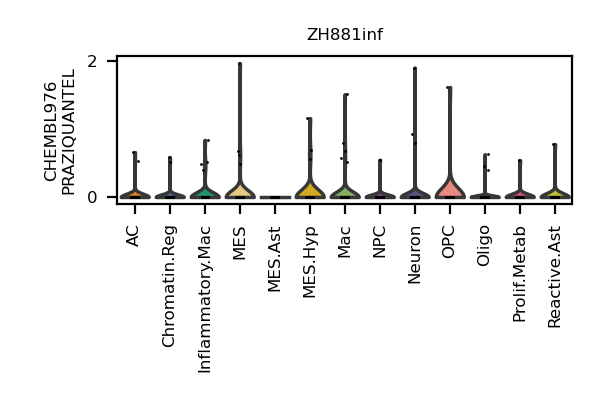 ZH881inf
CHEMBL976
PRAZIQUANTEL
2
0
AC
Chromatin.Reg
Inflammatory.Mac
MES
MES.Ast
MES.Hyp
Mac
NPC
Neuron
OPC
Oligo
Prolif.Metab
Reactive.Ast